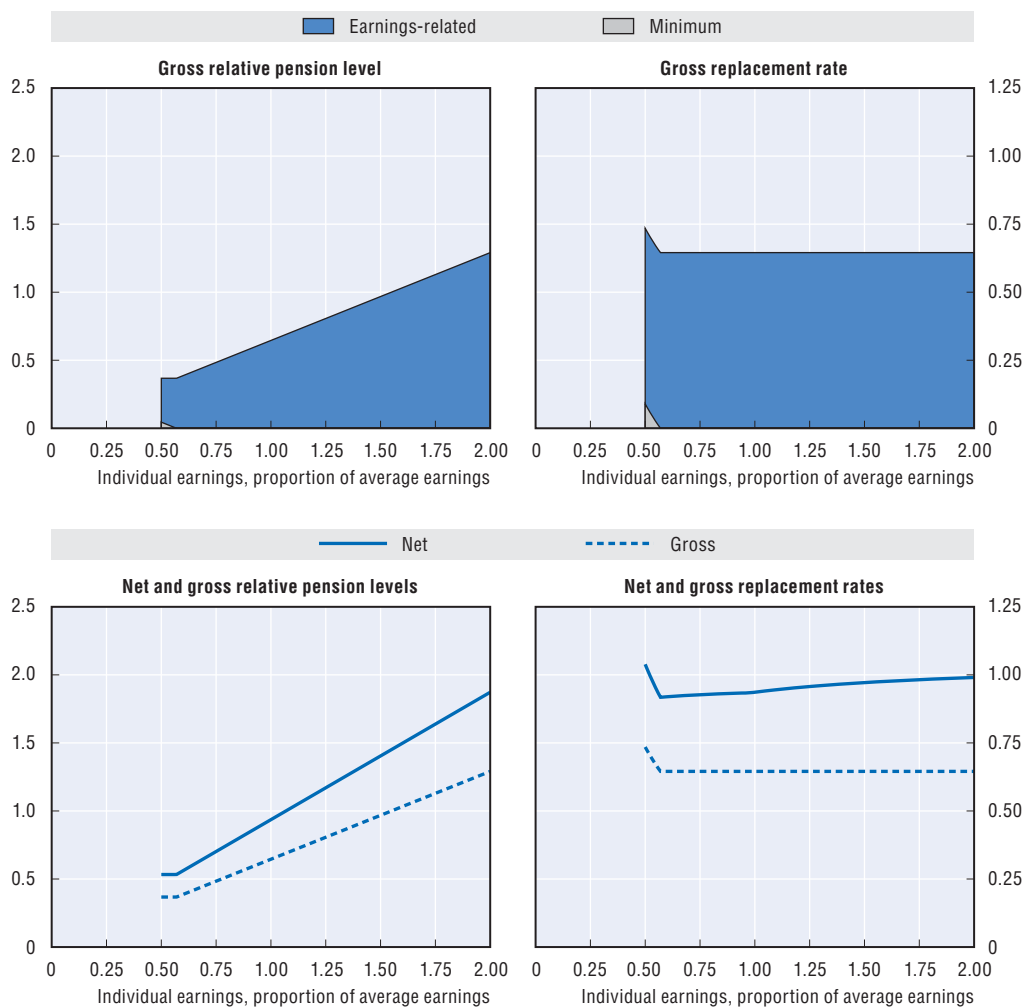 Earnings-related Minimum
Gross relative pension level Gross replacement rate
2.5 1.25
2.0 1.00
1.5 0.75
1.0 0.50
0.5 0.25
0 0
0 0.25 0.50 0.75 1.00 1.25 1.50 1.75 2.00 0 0.25 0.50 0.75 1.00 1.25 1.50 1.75 2.00
Individual earnings, proportion of average earnings Individual earnings, proportion of average earnings
Net Gross
Net and gross relative pension levels Net and gross replacement rates
2.5 1.25
2.0 1.00
1.5 0.75
1.0 0.50
0.5 0.25
0 0
0 0.25 0.50 0.75 1.00 1.25 1.50 1.75 2.00 0 0.25 0.50 0.75 1.00 1.25 1.50 1.75 2.00
Individual earnings, proportion of average earnings Individual earnings, proportion of average earnings